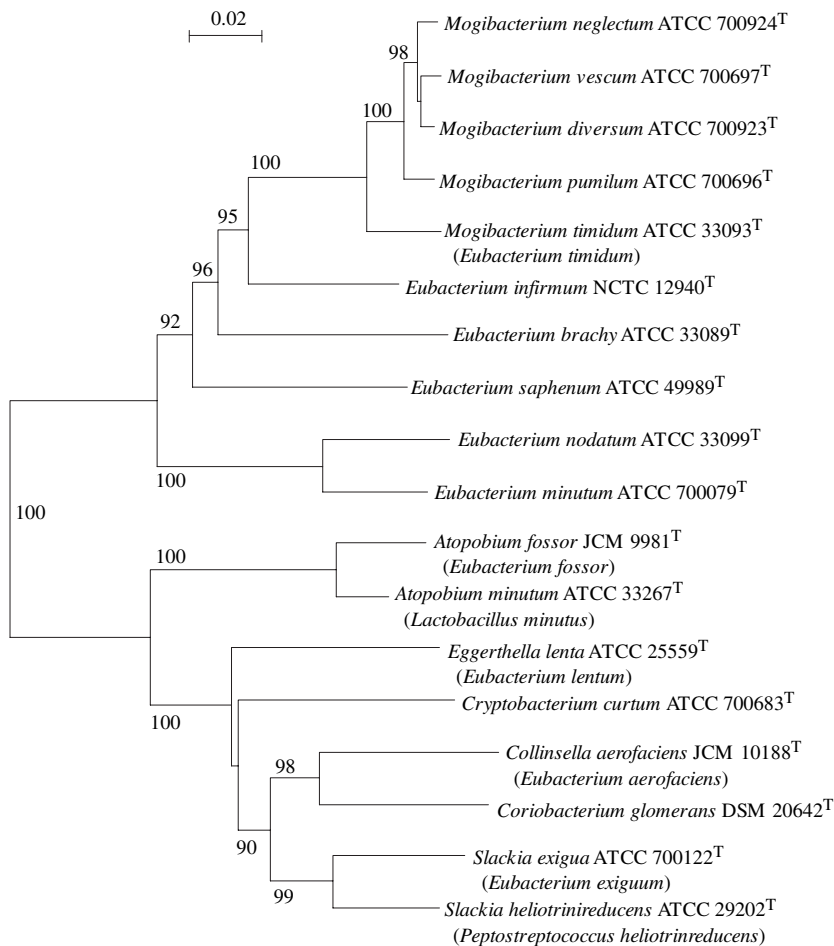 0.02
Mogibacterium neglectum ATCC 700924T
98
Mogibacterium vescum ATCC 700697T
100
Mogibacterium diversum ATCC 700923T
100
Mogibacterium pumilum ATCC 700696T
95
Mogibacterium timidum ATCC 33093T
(Eubacterium timidum)
96
Eubacterium infirmum NCTC 12940T
92
Eubacterium brachy ATCC 33089T
Eubacterium saphenum ATCC 49989T
Eubacterium nodatum ATCC 33099T
100
Eubacterium minutum ATCC 700079T
100
Atopobium fossor JCM 9981T
100
(Eubacterium fossor)
Atopobium minutum ATCC 33267T
(Lactobacillus minutus)
Eggerthella lenta ATCC 25559T
(Eubacterium lentum)
Cryptobacterium curtum ATCC 700683T
100
Collinsella aerofaciens JCM 10188T
98
(Eubacterium aerofaciens)
Coriobacterium glomerans DSM 20642T
90
Slackia exigua ATCC 700122T
(Eubacterium exiguum)
99
Slackia heliotrinireducens ATCC 29202T
(Peptostreptococcus heliotrinreducens)